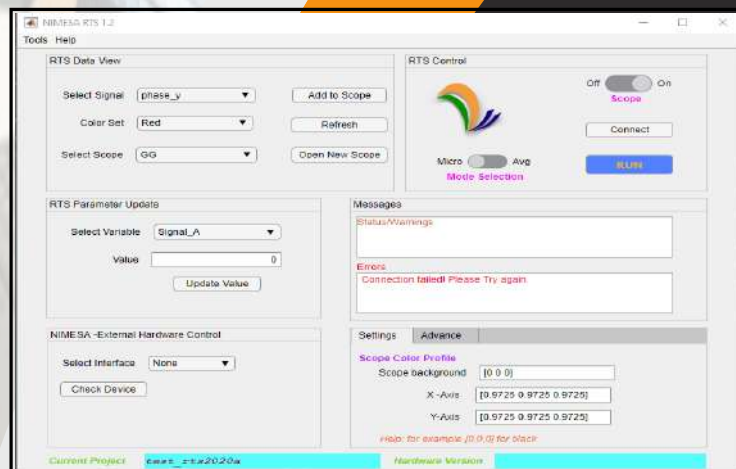 NIMESA RTS 1.2
Tools Help
RTS Data View
Select Signal phase_y Add to Scope
Color Set Red Refresh
Select Scope GG Open New Scope
RTS Control
Off On
Scope
Connect
Micro Avg
Mode Selection
RUN
RTS Parameter Update
Select Variable Signal_A
Value 0
Update Value
Messages
Status/Warnings
Errors
Connection failed! Please Try again
NIMESA -External Hardware Control
Select Interface None
Check Device
Settings Advance
Scope Color Profile
Scope background [0 0 0]
X -Axis [0.9725 0.9725 0.9725]
Y-Axis [0.9725 0.9725 0.9725]
Help: for example [0,0,0] for black
Current Project test_rts2020a Hardware Version